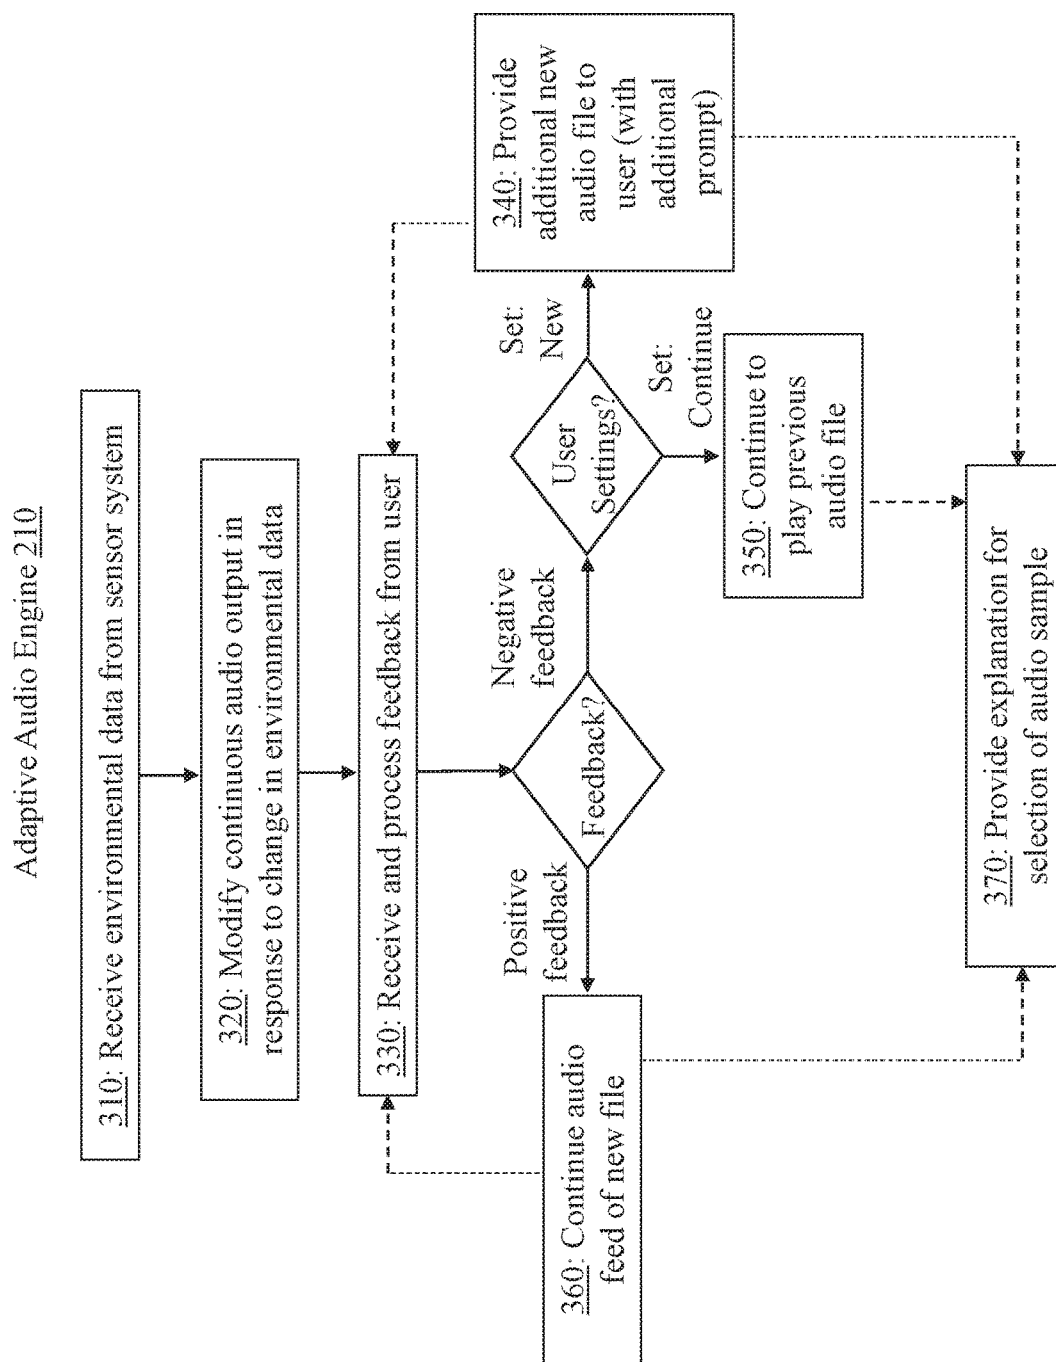 Adaptive Audio Engine 210
310: Receive environmental data from sensor system
320: Modify continuous audio output in
response to change in environmental data
330: Receive and process feedback from user
Feedback?
Positive
feedback
Negative
feedback
360: Continue audio
feed of new file
User
Settings?
Set:
New
Set:
Continue
340: Provide
additional new
audio file to
user (with
additional
prompt)
350: Continue to
play previous
audio file
370: Provide explanation for
selection of audio sample